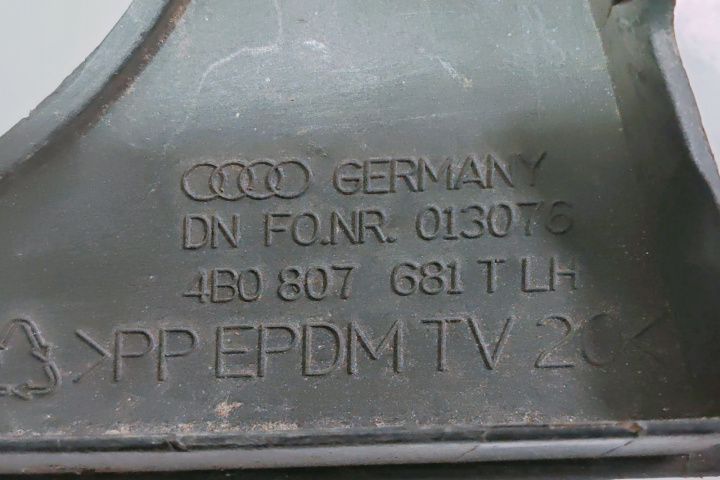 GERMANY
DN FO.NR. 013076
4B0 807 681 T LH
>PP EPDM TV 20<